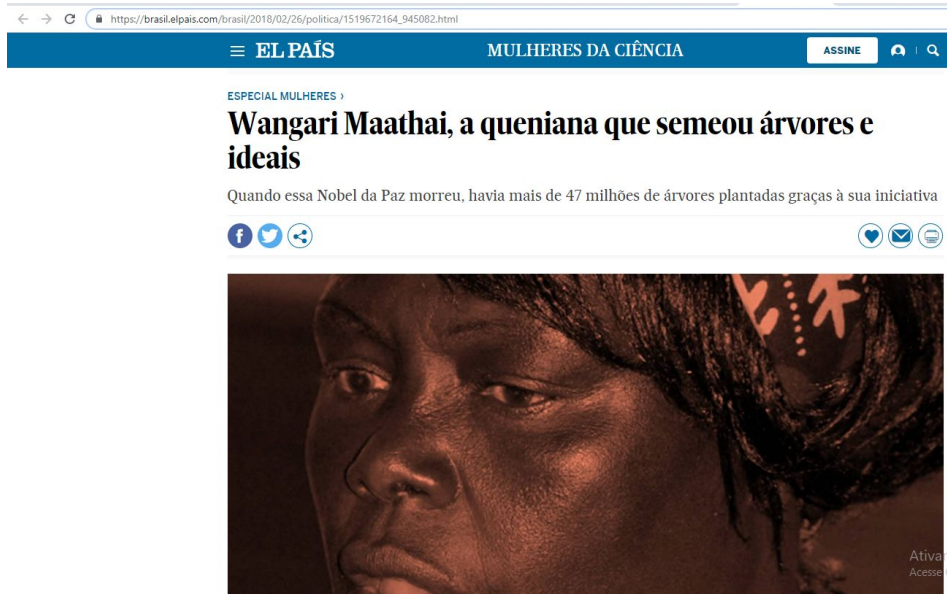 https://brasil.elpais.com/brasil/2018/02/26/politica/1519672164_945082.html
EL PAÍS MULHERES DA CIÊNCIA ASSINE
ESPECIAL MULHERES ›
Wangari Maathai, a queniana que semeou árvores e
ideais
Quando essa Nobel da Paz morreu, havia mais de 47 milhões de árvores plantadas graças à sua iniciativa
Ativa
Acesse